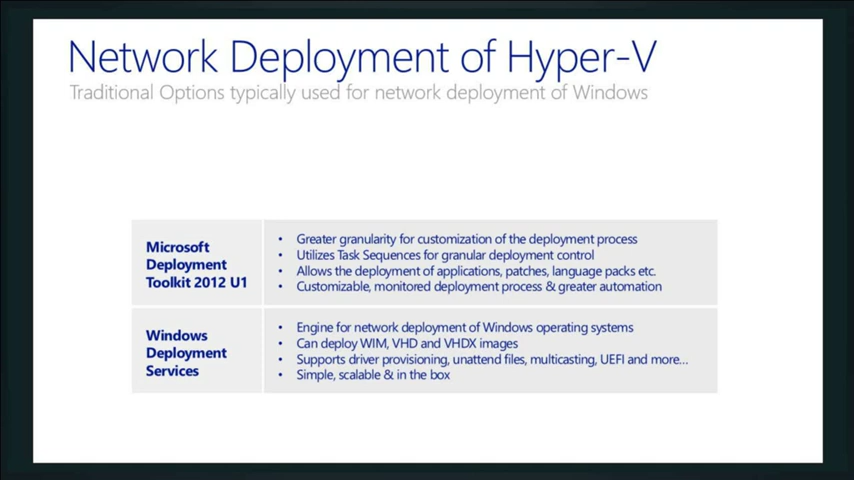 Network Deployment of Hyper-V
Traditional Options typically used for network deployment of Windows
Microsoft
Deployment
Toolkit 2012 U1
• Greater granularity for customization of the deployment process
• Utilizes Task Sequences for granular deployment control
• Allows the deployment of applications, patches, language packs etc.
• Customizable, monitored deployment process & greater automation
Windows
Deployment
Services
• Engine for network deployment of Windows operating systems
• Can deploy WIM, VHD and VHDX images
• Supports driver provisioning, unattend files, multicasting, UEFI and more...
• Simple, scalable & in the box